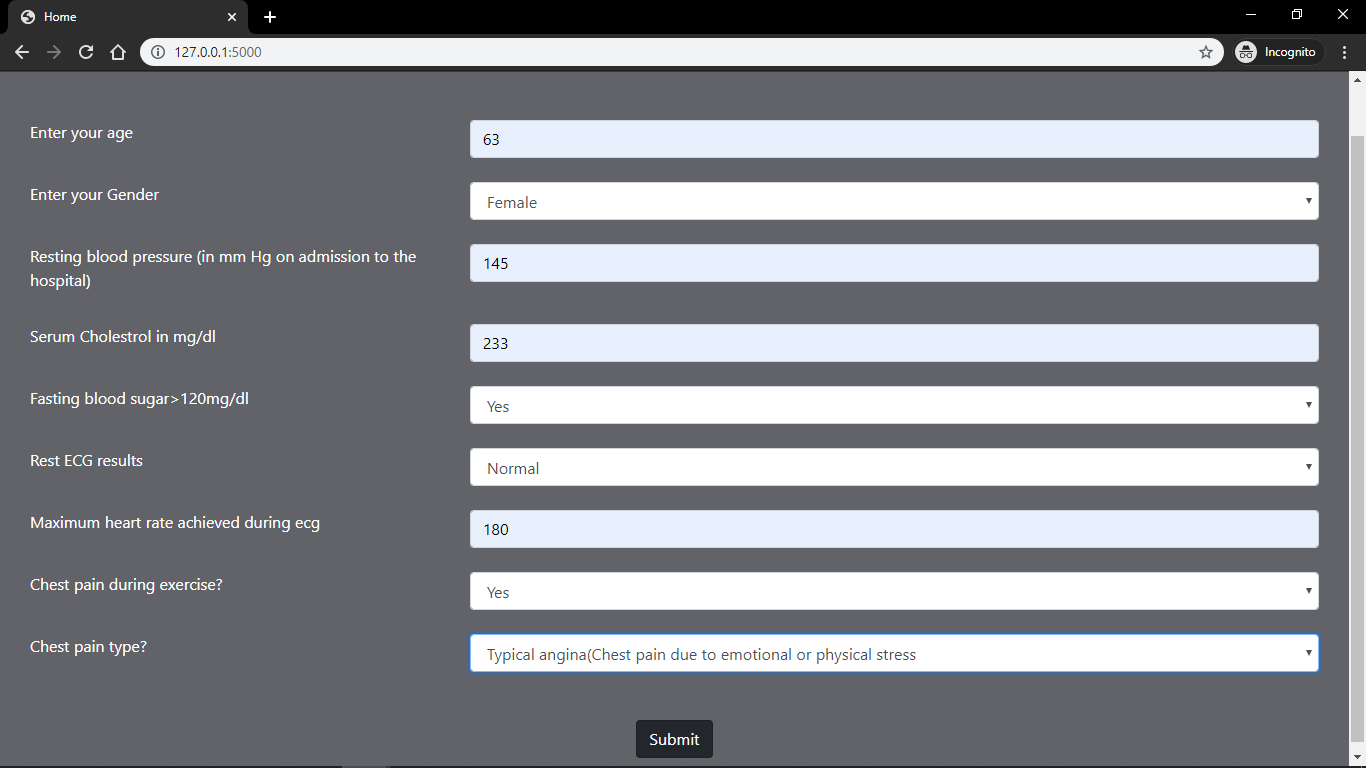 Home
127.0.0.1:5000
Incognito
Enter your age
63
Enter your Gender
Female
Resting blood pressure (in mm Hg on admission to the
hospital)
145
Serum Cholestrol in mg/dl
233
Fasting blood sugar>120mg/dl
Yes
Rest ECG results
Normal
Maximum heart rate achieved during ecg
180
Chest pain during exercise?
Yes
Chest pain type?
Typical angina(Chest pain due to emotional or physical stress
Submit